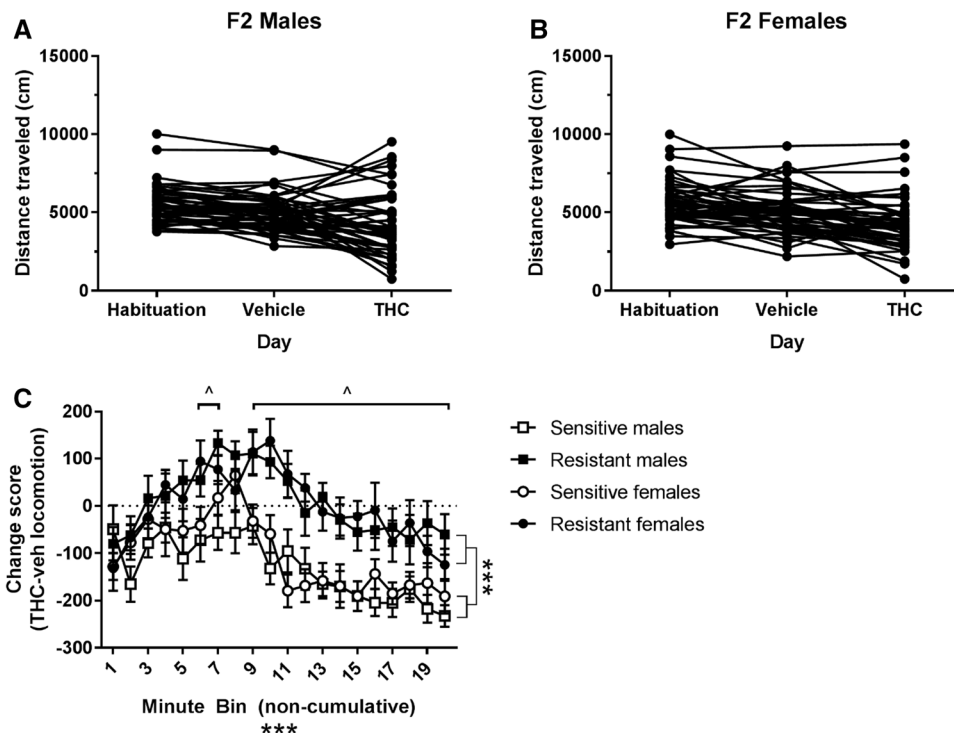 A
F2 Males
15000
10000
5000
0
Distance traveled (cm)
Habituation
Vehicle
THC
Day
B
F2 Females
15000
10000
5000
0
Distance traveled (cm)
Habituation
Vehicle
THC
Day
C
^
^
200
100
0
-100
-200
-300
Change score
(THC-veh locomotion)
1
3
5
7
9
11
13
15
17
19
Minute Bin (non-cumulative)
***
***
Sensitive males
Resistant males
Sensitive females
Resistant females